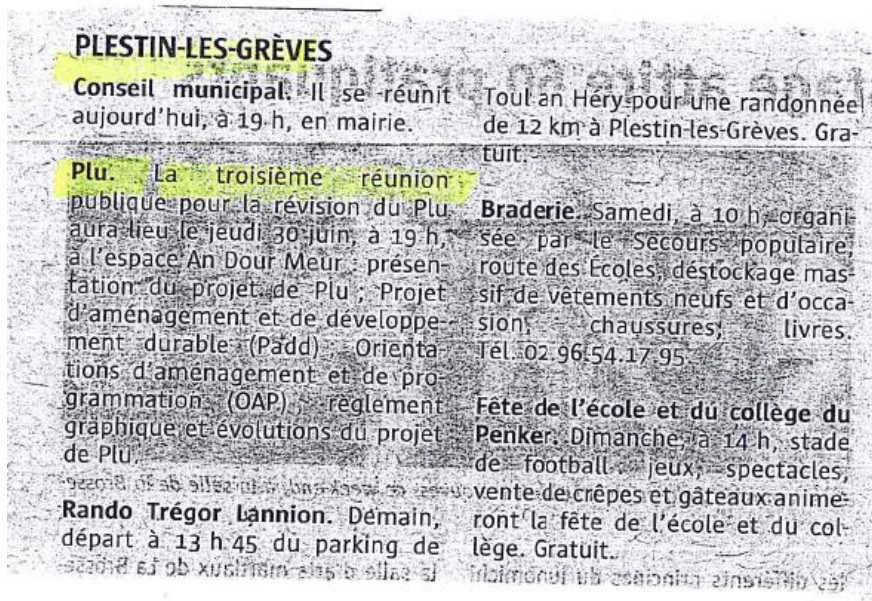 PLESTIN-LES-GRÈVES
Conseil municipal. Il se réunit
aujourd'hui, à 19 h, en mairie.
Plu. La troisième réunion
publique pour la révision du Plu
aura lieu le jeudi 30 juin, à 19 h,
à l'espace An Dour Meur : présen-
tation du projet de Plu ; Projet
d'aménagement et de développe-
ment durable (Padd) ; Orienta-
tions d'aménagement et de pro-
grammation (OAP) ; règlement
graphique et évolutions du projet
de Plu.
Rando Trégor Lannion. Demain,
départ à 13 h 45 du parking de
Toul an Héry pour une randonnée
de 12 km à Plestin-les-Grèves. Gra-
tuit.
Braderie. Samedi, à 10 h, organi-
sée par le Secours populaire,
route des Écoles, déstockage mas-
sif de vêtements neufs et d'occa-
sion, chaussures, livres.
Tél. 02 96 54 17 95.
Fête de l'école et du collège du
Penker. Dimanche, à 14 h, stade
de football : jeux, spectacles,
vente de crêpes et gâteaux anime-
ront la fête de l'école et du col-
lège. Gratuit.